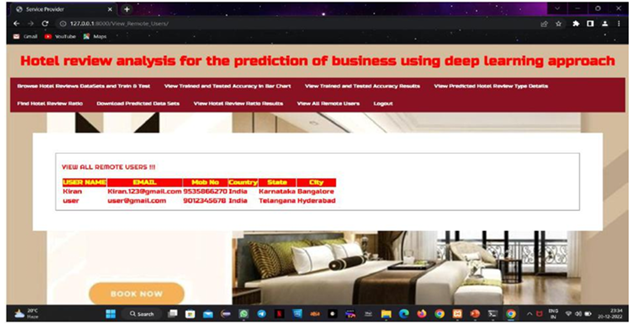 Service Provider
127.0.0.1:8000/View_Remote_Users/
Gmail YouTube Maps
Hotel review analysis for the prediction of business using deep learning approach
Browse Hotel Reviews DataSets and Train & Test View Trained and Tested Accuracy in Bar Chart View Trained and Tested Accuracy Results View Predicted Hotel Review Type Details
Find Hotel Review Ratio Download Predicted Data Sets View Hotel Review Ratio Results View All Remote Users Logout
VIEW ALL REMOTE USERS !!!
USER NAME EMAIL Mob No Country State City
Kiran Kiran.123@gmail.com 9535866270 India Karnataka Bangalore
user user@gmail.com 9012345678 India Telangana Hyderabad
BOOK NOW
20°C
Haze
Search
ENG
IN
23:34
20-12-2022